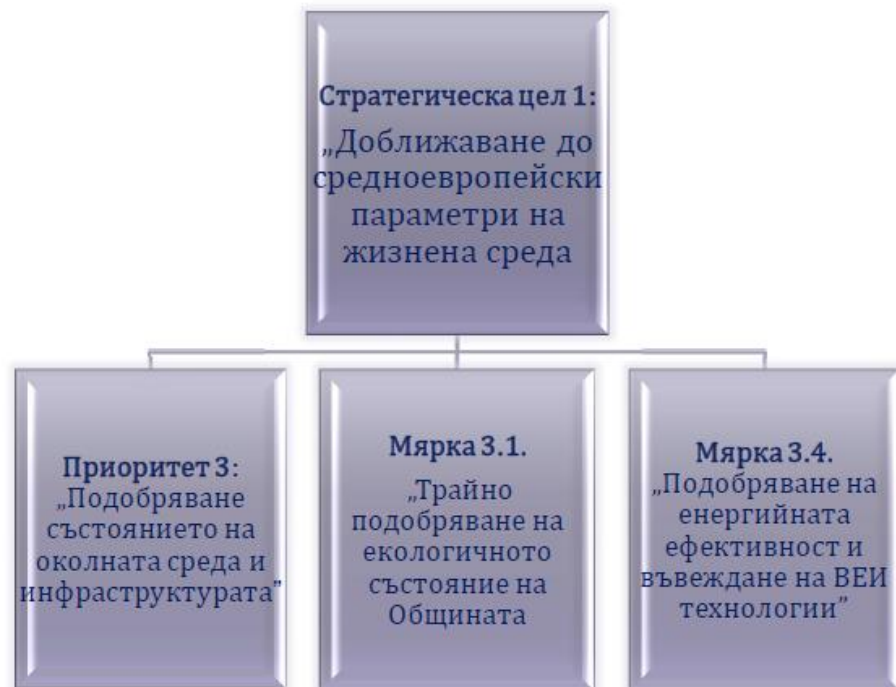 Стратегическа цел 1:
„Доближаване до
средноевропейски
параметри на
жизнена среда
Приоритет 3:
„Подобряване
състоянието на
околната среда и
инфраструктурата”
Мярка 3.1.
„Трайно
подобряване на
екологичното
състояние на
Общината
Мярка 3.4.
„Подобряване на
енергийната
ефективност и
въвеждане на ВЕИ
технологии”